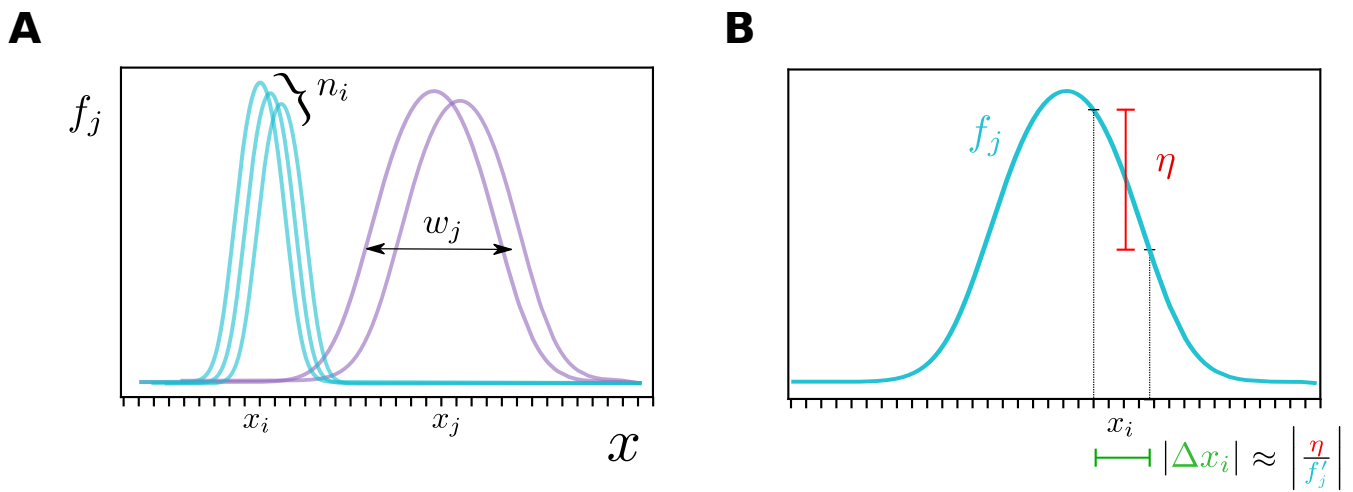 A
B
f_j
n_i
w_j
x_i
x_j
x
f_j
η
x_i
|Δx_i| ≈ |η/f′_j|